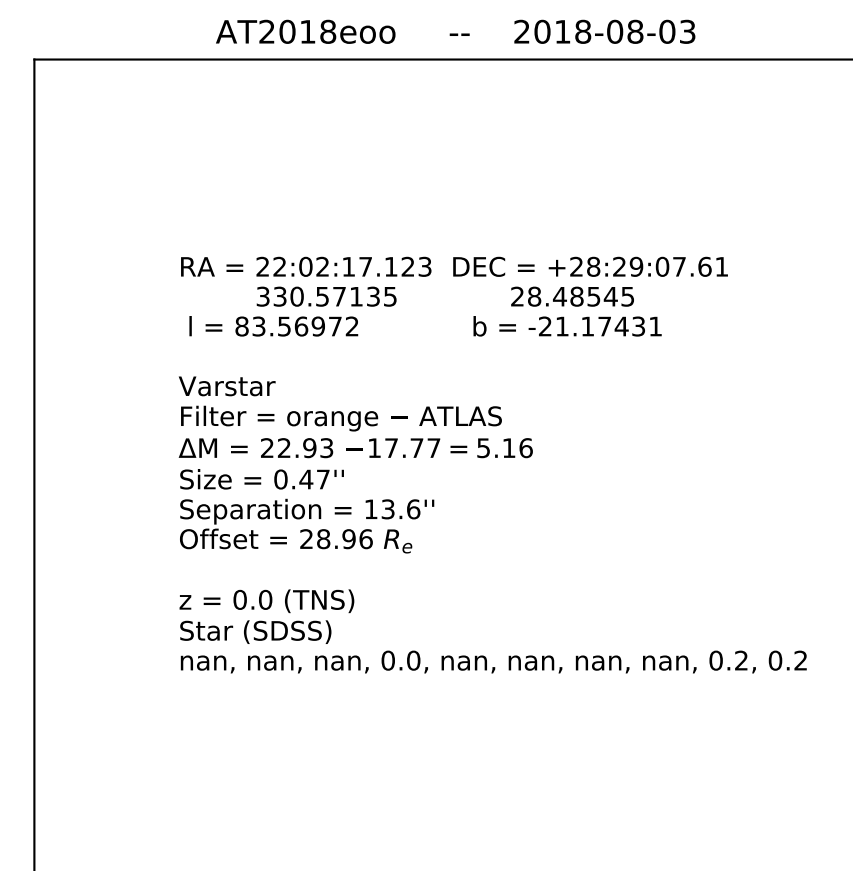 AT2018eoo -- 2018-08-03
RA = 22:02:17.123 DEC = +28:29:07.61
330.57135 28.48545
l = 83.56972 b = -21.17431
Varstar
Filter = orange − ATLAS
ΔM = 22.93 −17.77 = 5.16
Size = 0.47''
Separation = 13.6''
Offset = 28.96 Re
z = 0.0 (TNS)
Star (SDSS)
nan, nan, nan, 0.0, nan, nan, nan, nan, 0.2, 0.2